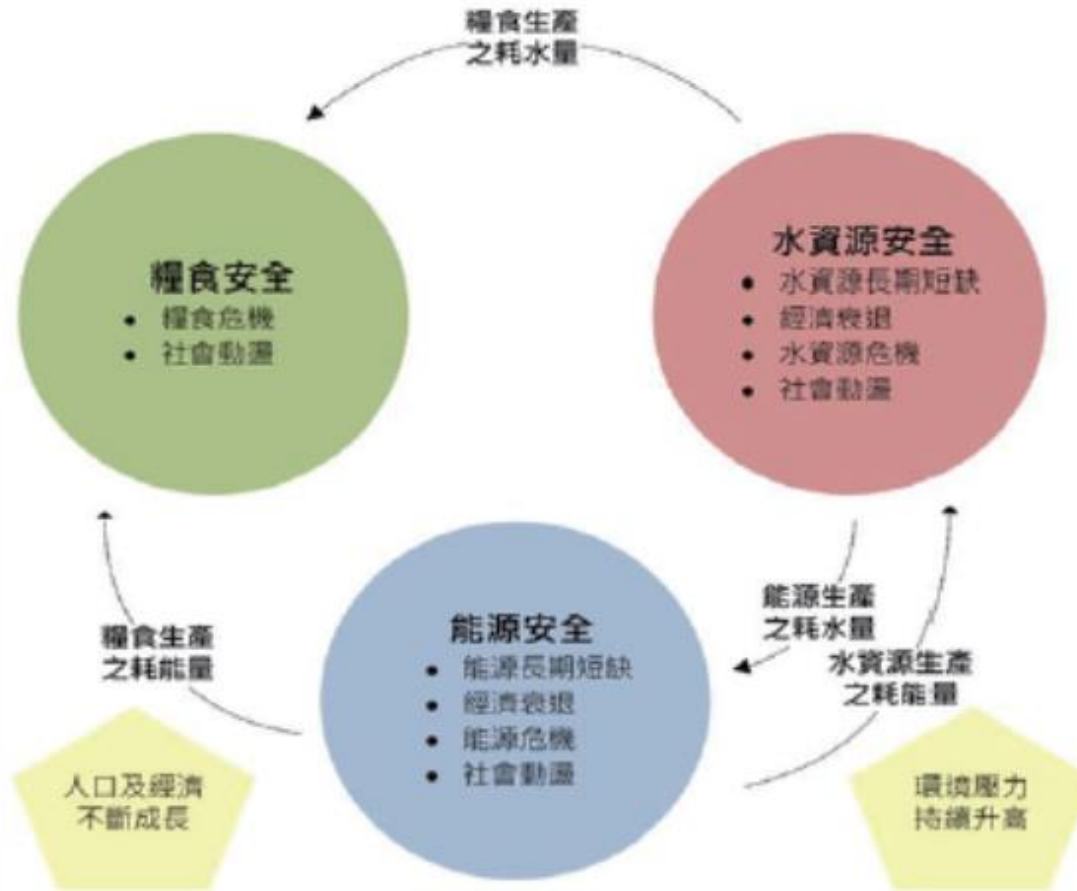 糧食生產
之耗水量
糧食安全
• 糧食危機
• 社會動盪
水資源安全
• 水資源長期短缺
• 經濟衰退
• 水資源危機
• 社會動盪
能源生產
之耗水量
水資源生產
之耗能量
糧食生產
之耗能量
能源安全
• 能源長期短缺
• 經濟衰退
• 能源危機
• 社會動盪
人口及經濟
不斷成長
環境壓力
持續升高